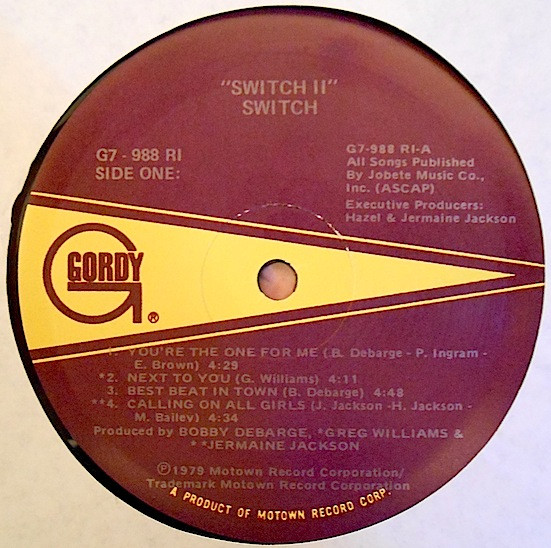 "SWITCH II"
SWITCH
G7 - 988 RI
SIDE ONE:
G7-988 RI-A
All Songs Published
By Jobete Music Co.,
Inc. (ASCAP)
Executive Producers:
Hazel & Jermaine Jackson
GORDY
®
1. YOU'RE THE ONE FOR ME (B. Debarge - P. Ingram -
E. Brown) 4:29
*2. NEXT TO YOU (G. Williams) 4:11
3. BEST BEAT IN TOWN (B. Debarge) 4:48
**4. CALLING ON ALL GIRLS (J. Jackson -H. Jackson -
M. Bailey) 4:34
Produced by BOBBY DEBARGE, *GREG WILLIAMS &
* *JERMAINE JACKSON
Ⓟ1979 Motown Record Corporation/
Trademark Motown Record Corporation
A PRODUCT OF MOTOWN RECORD CORP.